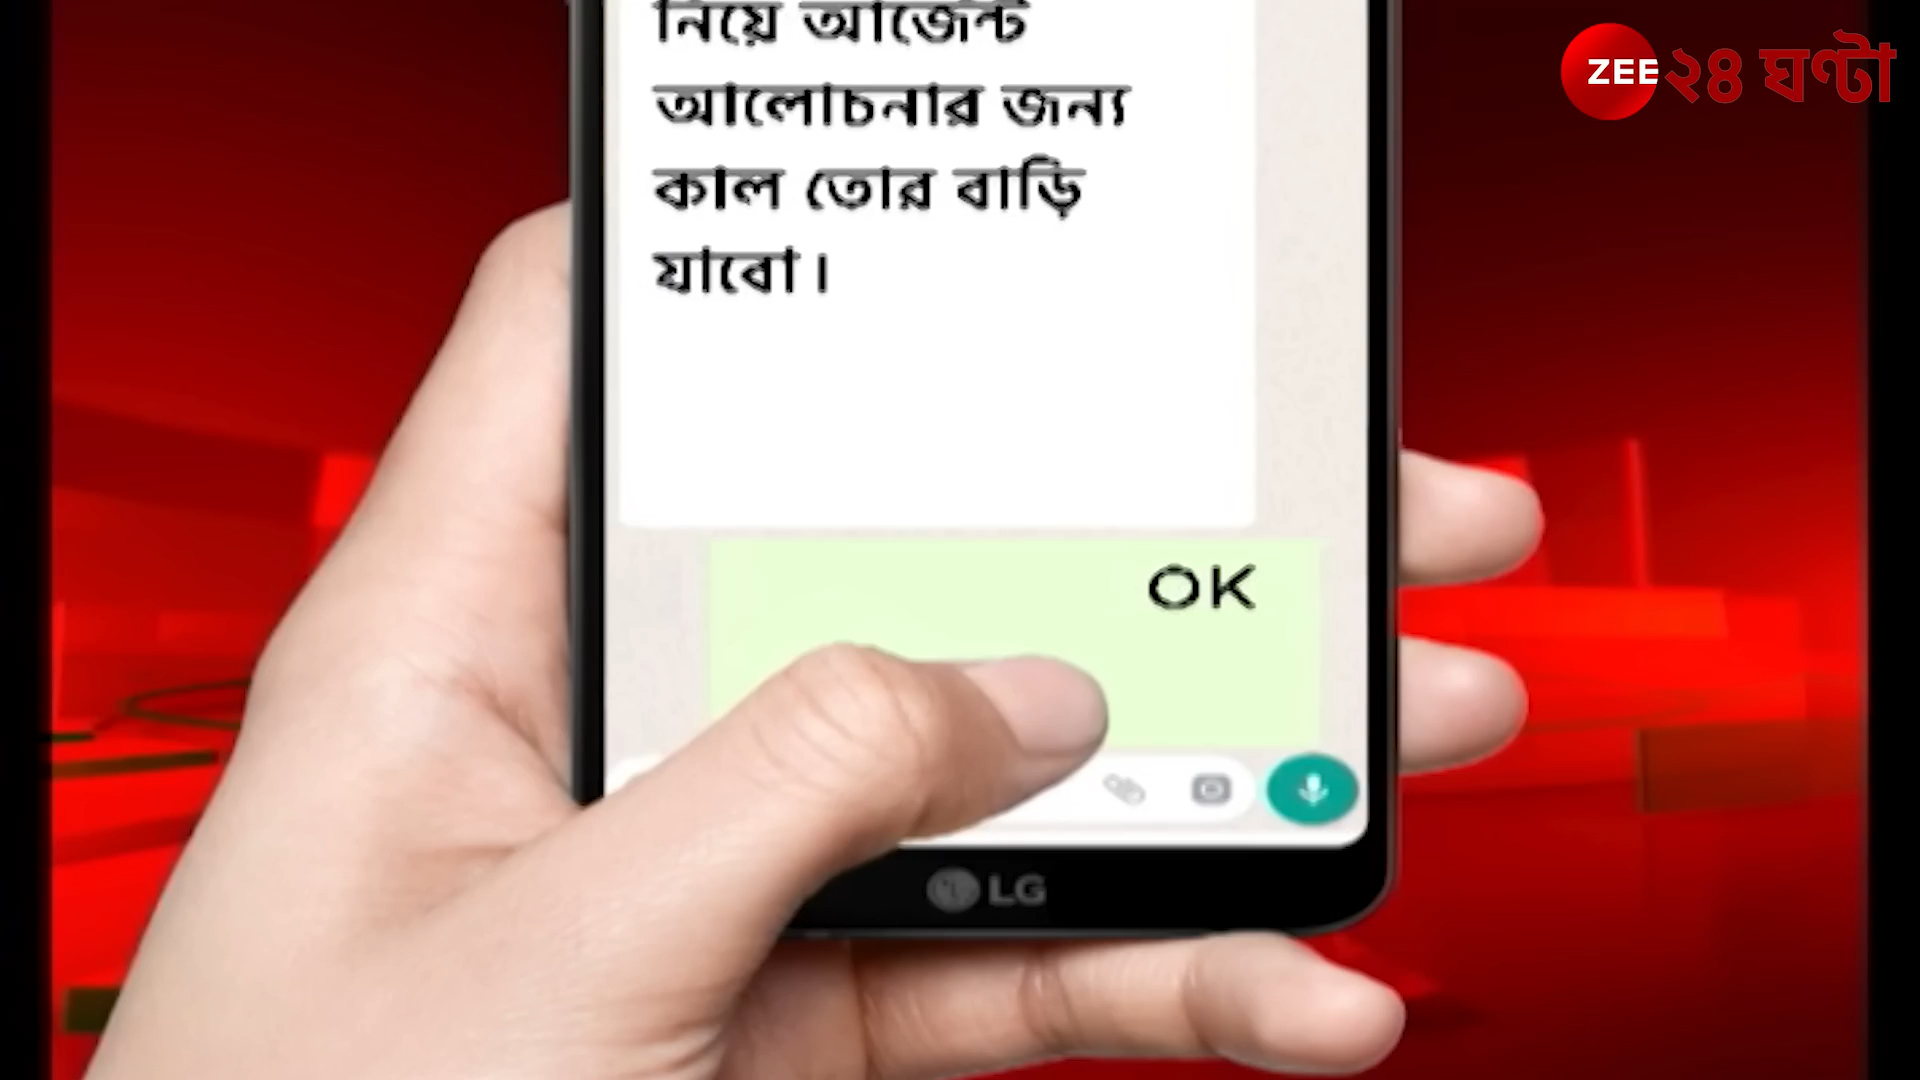 ZEE ২৪ ঘণ্টা
নিয়ে আর্জেন্ট
আলোচনার জন্য
কাল তোর বাড়ি
যাবো।
OK
LG